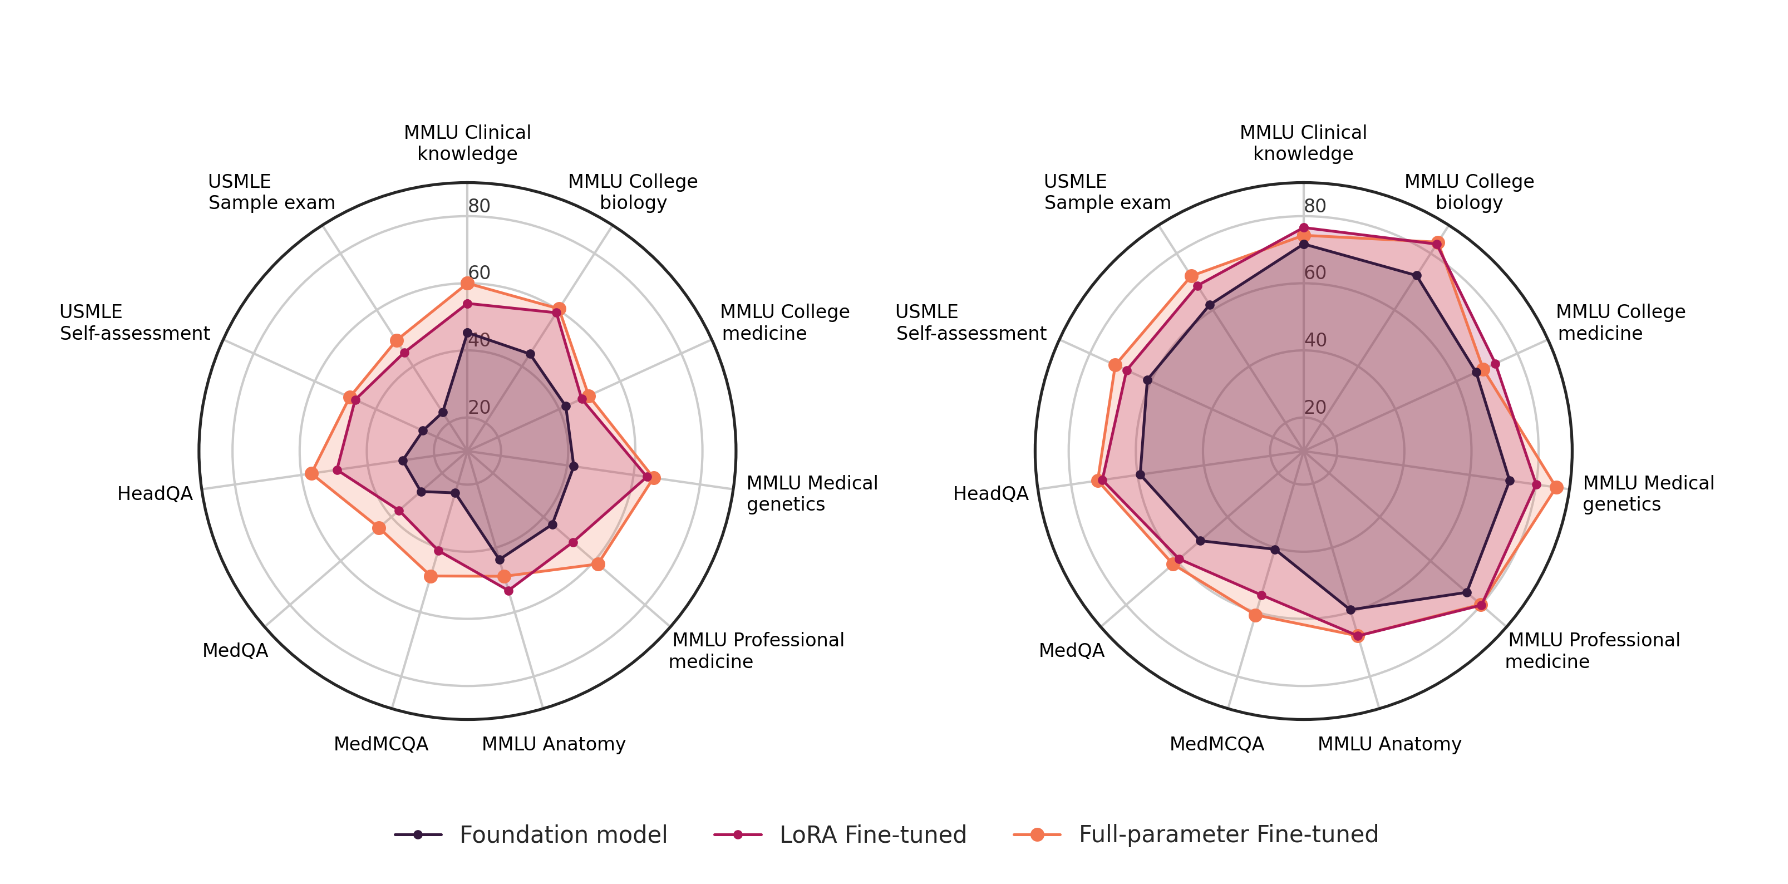 MMLU Clinical
knowledge
MMLU College
biology
MMLU College
medicine
MMLU Medical
genetics
MMLU Professional
medicine
MMLU Anatomy
MedMCQA
MedQA
HeadQA
USMLE
Self-assessment
USMLE
Sample exam
80
60
40
20
MMLU Clinical
knowledge
MMLU College
biology
MMLU College
medicine
MMLU Medical
genetics
MMLU Professional
medicine
MMLU Anatomy
MedMCQA
MedQA
HeadQA
USMLE
Self-assessment
USMLE
Sample exam
80
60
40
20
Foundation model
LoRA Fine-tuned
Full-parameter Fine-tuned